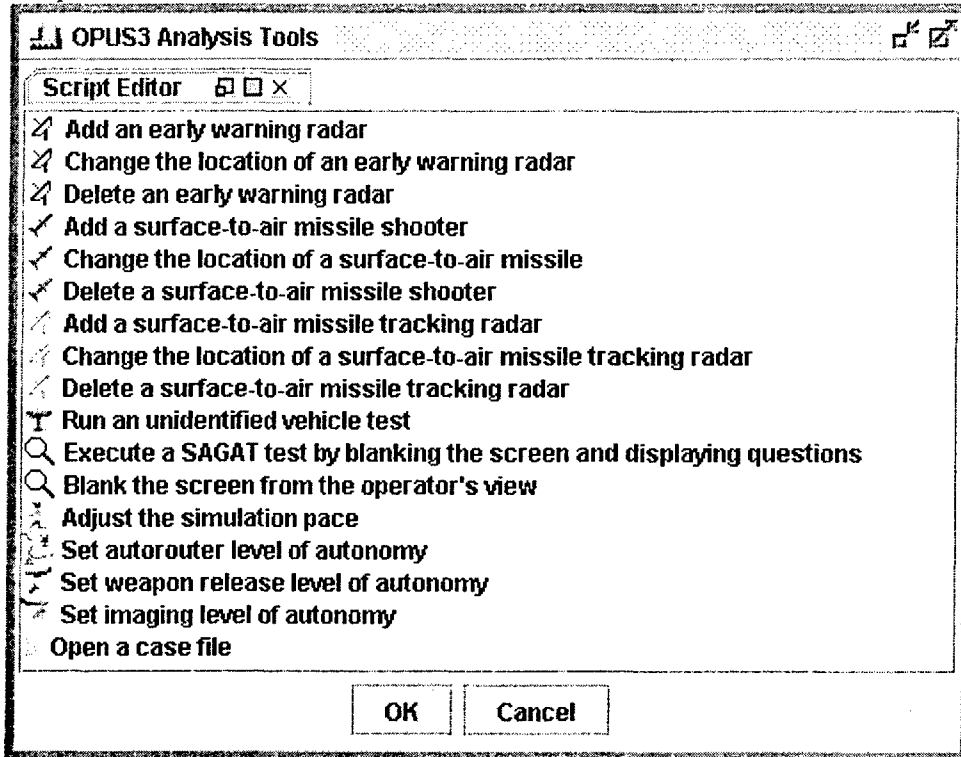 OPUS3 Analysis Tools
Script Editor
Add an early warning radar
Change the location of an early warning radar
Delete an early warning radar
Add a surface-to-air missile shooter
Change the location of a surface-to-air missile
Delete a surface-to-air missile shooter
Add a surface-to-air missile tracking radar
Change the location of a surface-to-air missile tracking radar
Delete a surface-to-air missile tracking radar
Run an unidentified vehicle test
Execute a SAGAT test by blanking the screen and displaying questions
Blank the screen from the operator's view
Adjust the simulation pace
Set autorouter level of autonomy
Set weapon release level of autonomy
Set imaging level of autonomy
Open a case file
OK Cancel